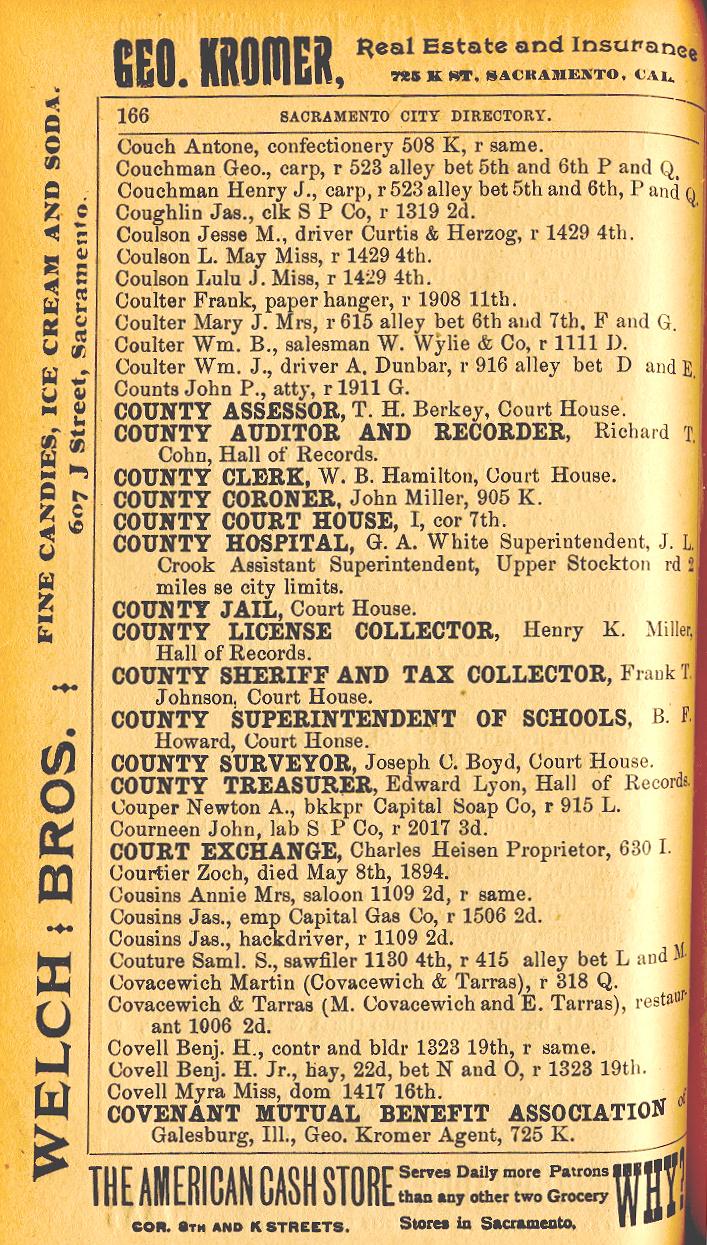 GEO. KROMER, Real Estate and Insurance
725 K ST., SACRAMENTO, CAL.
166 SACRAMENTO CITY DIRECTORY.
Couch Antone, confectionery 508 K, r same.
Couchman Geo., carp, r 523 alley bet 5th and 6th P and Q.
Couchman Henry J., carp, r 523 alley bet 5th and 6th, P and Q.
Coughlin Jas., clk S P Co, r 1319 2d.
Coulson Jesse M., driver Curtis & Herzog, r 1429 4th.
Coulson L. May Miss, r 1429 4th.
Coulson Lulu J. Miss, r 1429 4th.
Coulter Frank, paper hanger, r 1908 11th.
Coulter Mary J. Mrs, r 615 alley bet 6th and 7th, F and G.
Coulter Wm. B., salesman W. Wylie & Co, r 1111 D.
Coulter Wm. J., driver A. Dunbar, r 916 alley bet D and E.
Counts John P., atty, r 1911 G.
COUNTY ASSESSOR, T. H. Berkey, Court House.
COUNTY AUDITOR AND RECORDER, Richard T.
Cohn, Hall of Records.
COUNTY CLERK, W. B. Hamilton, Court House.
COUNTY CORONER, John Miller, 905 K.
COUNTY COURT HOUSE, I, cor 7th.
COUNTY HOSPITAL, G. A. White Superintendent, J. L.
Crook Assistant Superintendent, Upper Stockton rd 2
miles se city limits.
COUNTY JAIL, Court House.
COUNTY LICENSE COLLECTOR, Henry K. Miller,
Hall of Records.
COUNTY SHERIFF AND TAX COLLECTOR, Frank T.
Johnson, Court House.
COUNTY SUPERINTENDENT OF SCHOOLS, B. F.
Howard, Court Honse.
COUNTY SURVEYOR, Joseph C. Boyd, Court House.
COUNTY TREASURER, Edward Lyon, Hall of Records.
Couper Newton A., bkkpr Capital Soap Co, r 915 L.
Courneen John, lab S P Co, r 2017 3d.
COURT EXCHANGE, Charles Heisen Proprietor, 630 I.
Courtier Zoch, died May 8th, 1894.
Cousins Annie Mrs, saloon 1109 2d, r same.
Cousins Jas., emp Capital Gas Co, r 1506 2d.
Cousins Jas., hackdriver, r 1109 2d.
Couture Saml. S., sawfiler 1130 4th, r 415 alley bet L and M.
Covacewich Martin (Covacewich & Tarras), r 318 Q.
Covacewich & Tarras (M. Covacewich and E. Tarras), restaur-
ant 1006 2d.
Covell Benj. H., contr and bldr 1323 19th, r same.
Covell Benj. H. Jr., hay, 22d, bet N and O, r 1323 19th.
Covell Myra Miss, dom 1417 16th.
COVENANT MUTUAL BENEFIT ASSOCIATION of
Galesburg, Ill., Geo. Kromer Agent, 725 K.
WELCH : BROS. : FINE CANDIES, ICE CREAM AND SODA.
607 J Street, Sacramento.
THE AMERICAN CASH STORE Serves Daily more Patrons WHY?
than any other two Grocery
COR. 8TH AND K STREETS. Stores in Sacramento.